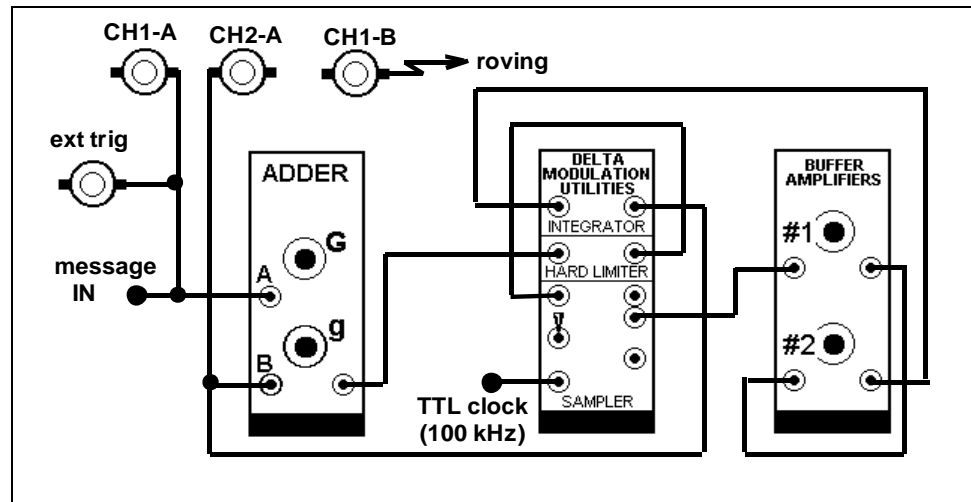 CH1-A
CH2-A
CH1-B
roving
ext trig
ADDER
G
message
IN
A
g
B
DELTA
MODULATION
UTILITIES
INTEGRATOR
HARD LIMITER
SAMPLER
TTL clock
(100 kHz)
BUFFER
AMPLIFIERS
#1
#2